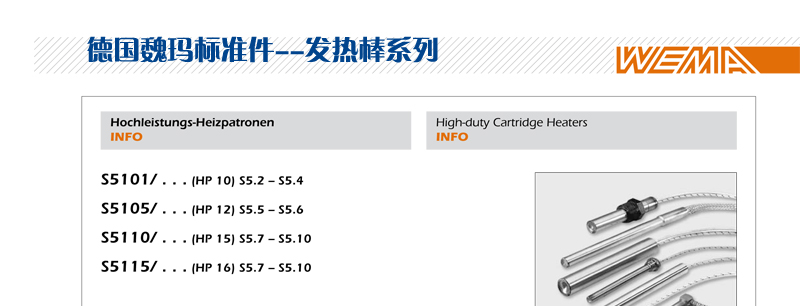 德国魏玛标准件--发热棒系列
WEMA
Hochleistungs-Heizpatronen
INFO
High-duty Cartridge Heaters
INFO
S5101/ . . . (HP 10) S5.2 – S5.4
S5105/ . . . (HP 12) S5.5 – S5.6
S5110/ . . . (HP 15) S5.7 – S5.10
S5115/ . . . (HP 16) S5.7 – S5.10